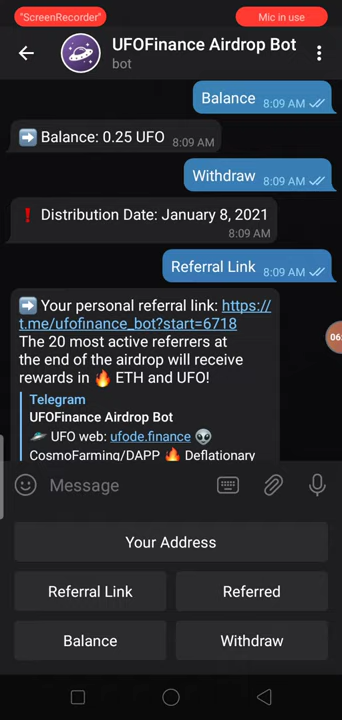 "ScreenRecorder"
Mic in use
UFOFinance Airdrop Bot
bot
Balance 8:09 AM
Balance: 0.25 UFO 8:09 AM
Withdraw 8:09 AM
Distribution Date: January 8, 2021
8:09 AM
Referral Link 8:09 AM
Your personal referral link: https://
t.me/ufofinance_bot?start=6718
The 20 most active referrers at
the end of the airdrop will receive
rewards in 🔥 ETH and UFO!
Telegram
UFOFinance Airdrop Bot
🛸 UFO web: ufode.finance 👽
CosmoFarming/DAPP 🔥 Deflationary
Message
Your Address
Referral Link
Referred
Balance
Withdraw